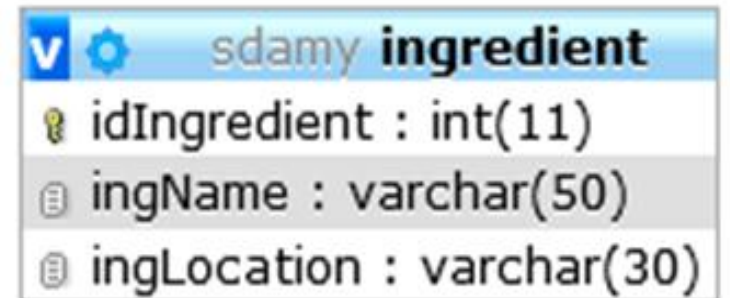 v sdamy ingredient
idIngredient : int(11)
ingName : varchar(50)
ingLocation : varchar(30)